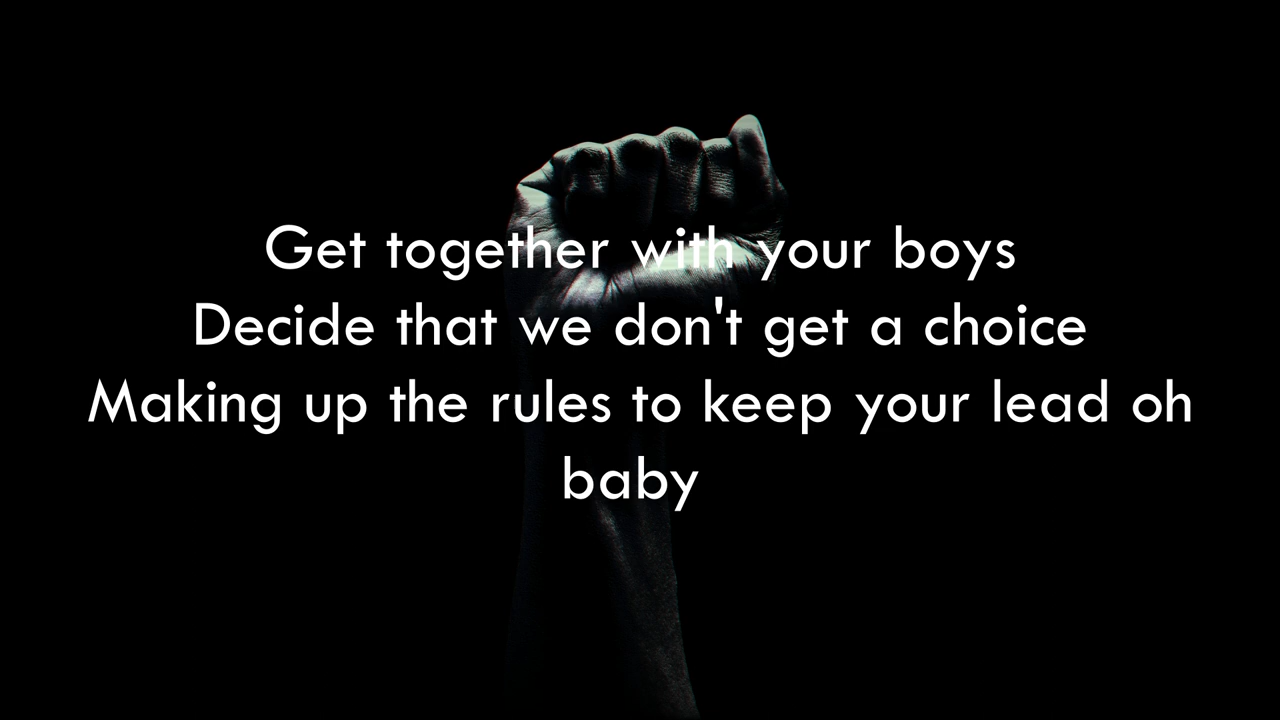 Get together with your boys
Decide that we don't get a choice
Making up the rules to keep your lead oh
baby